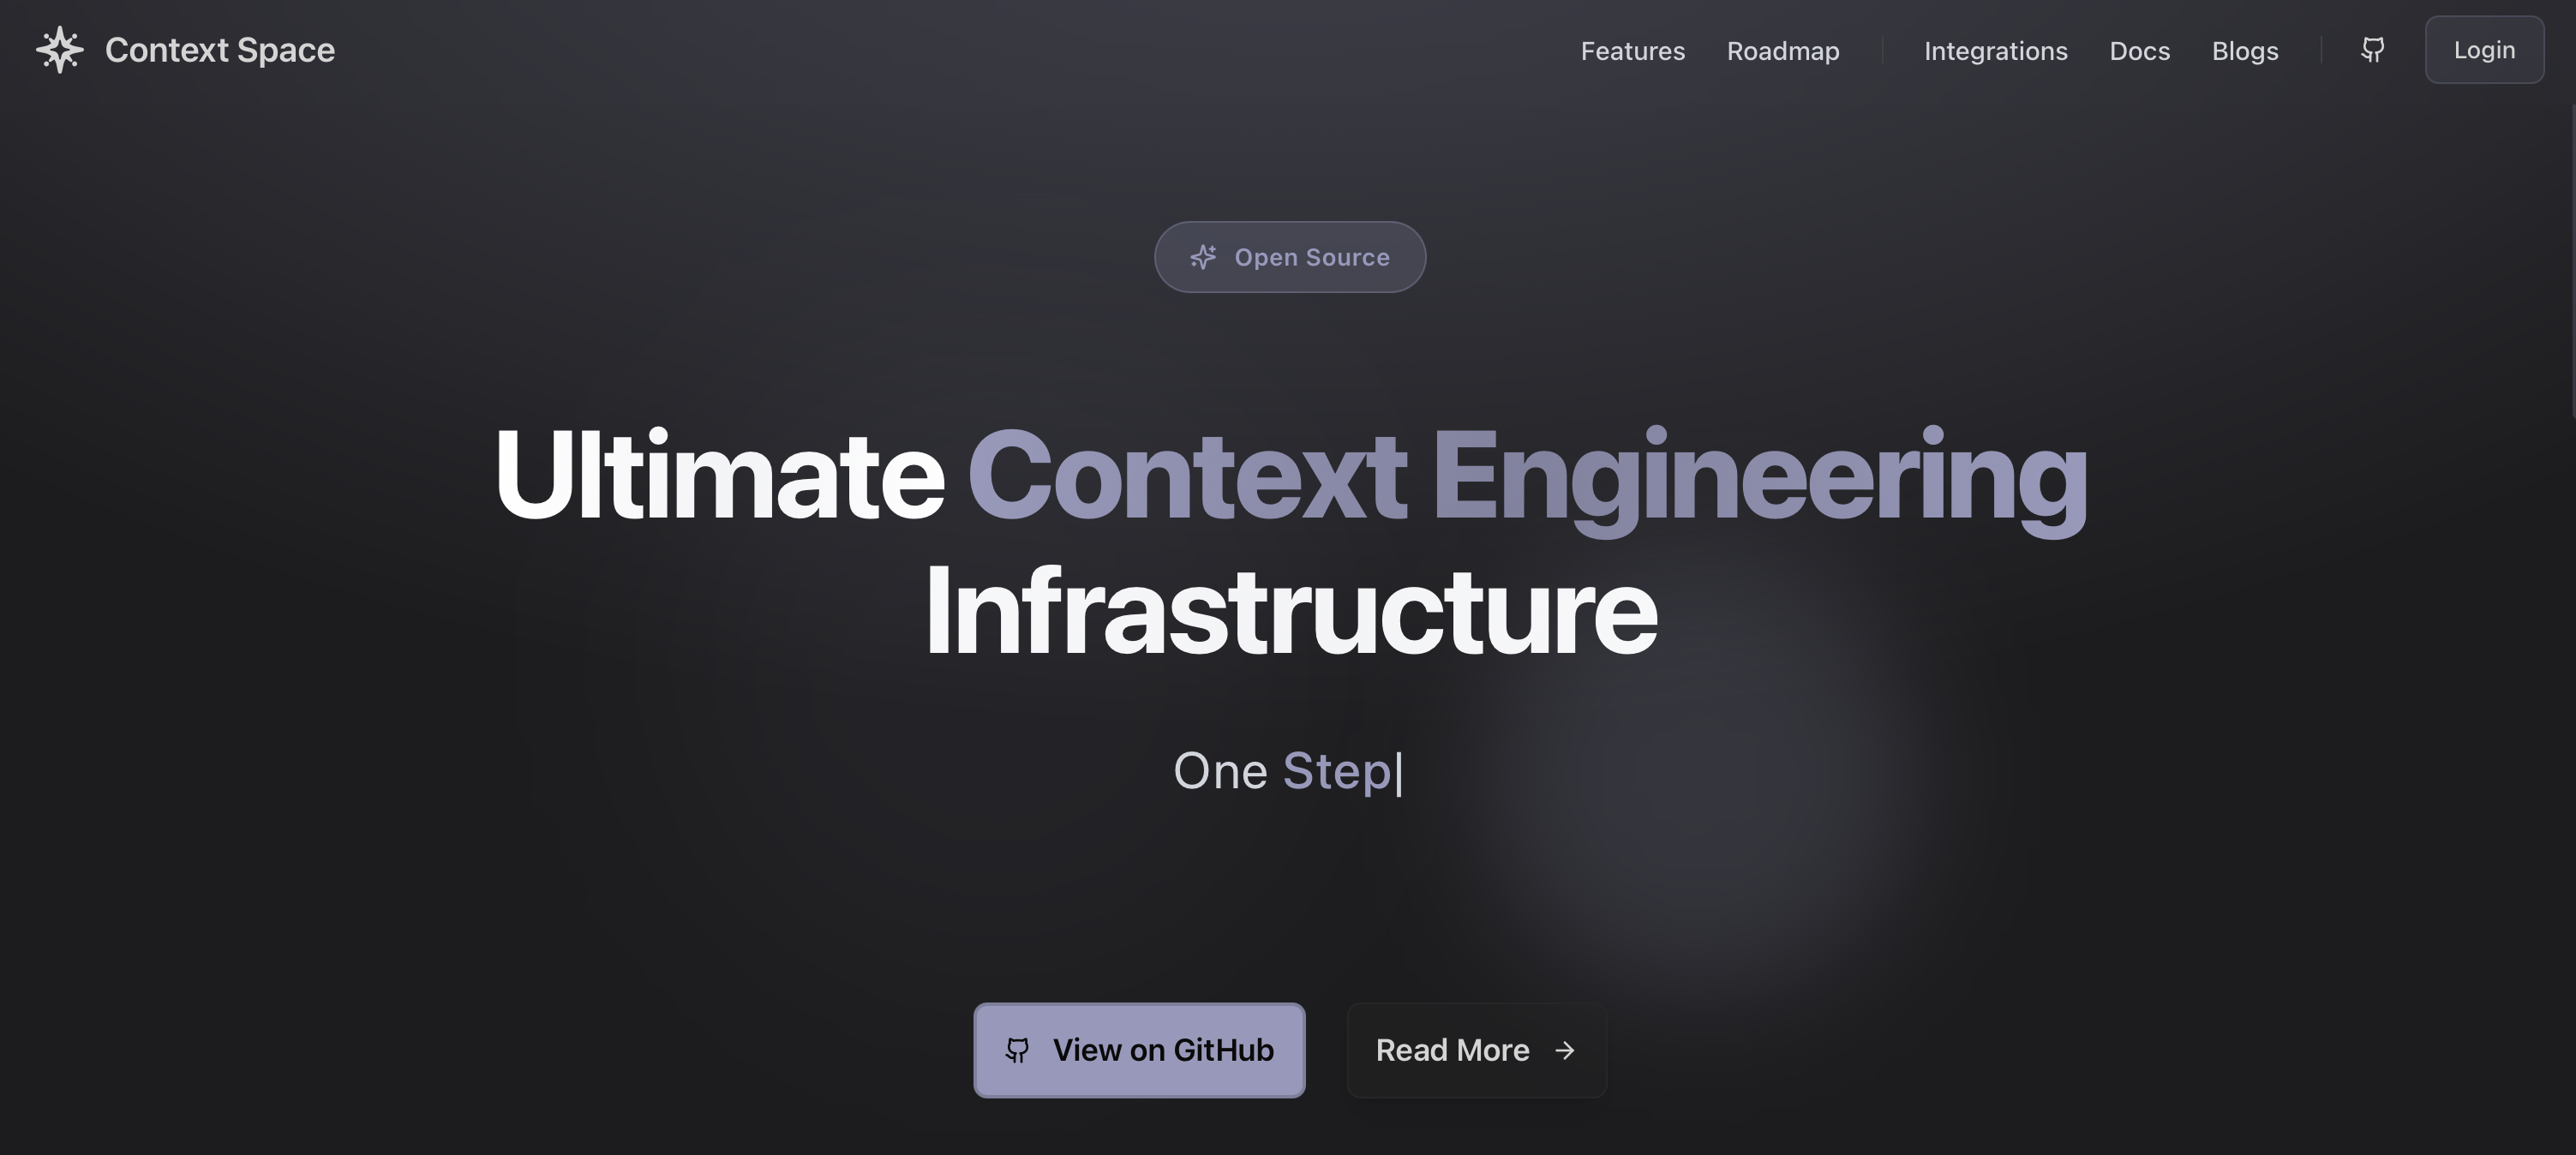 Context Space
Features Roadmap Integrations Docs Blogs Login
Open Source
Ultimate Context Engineering
Infrastructure
One Step|
View on GitHub Read More